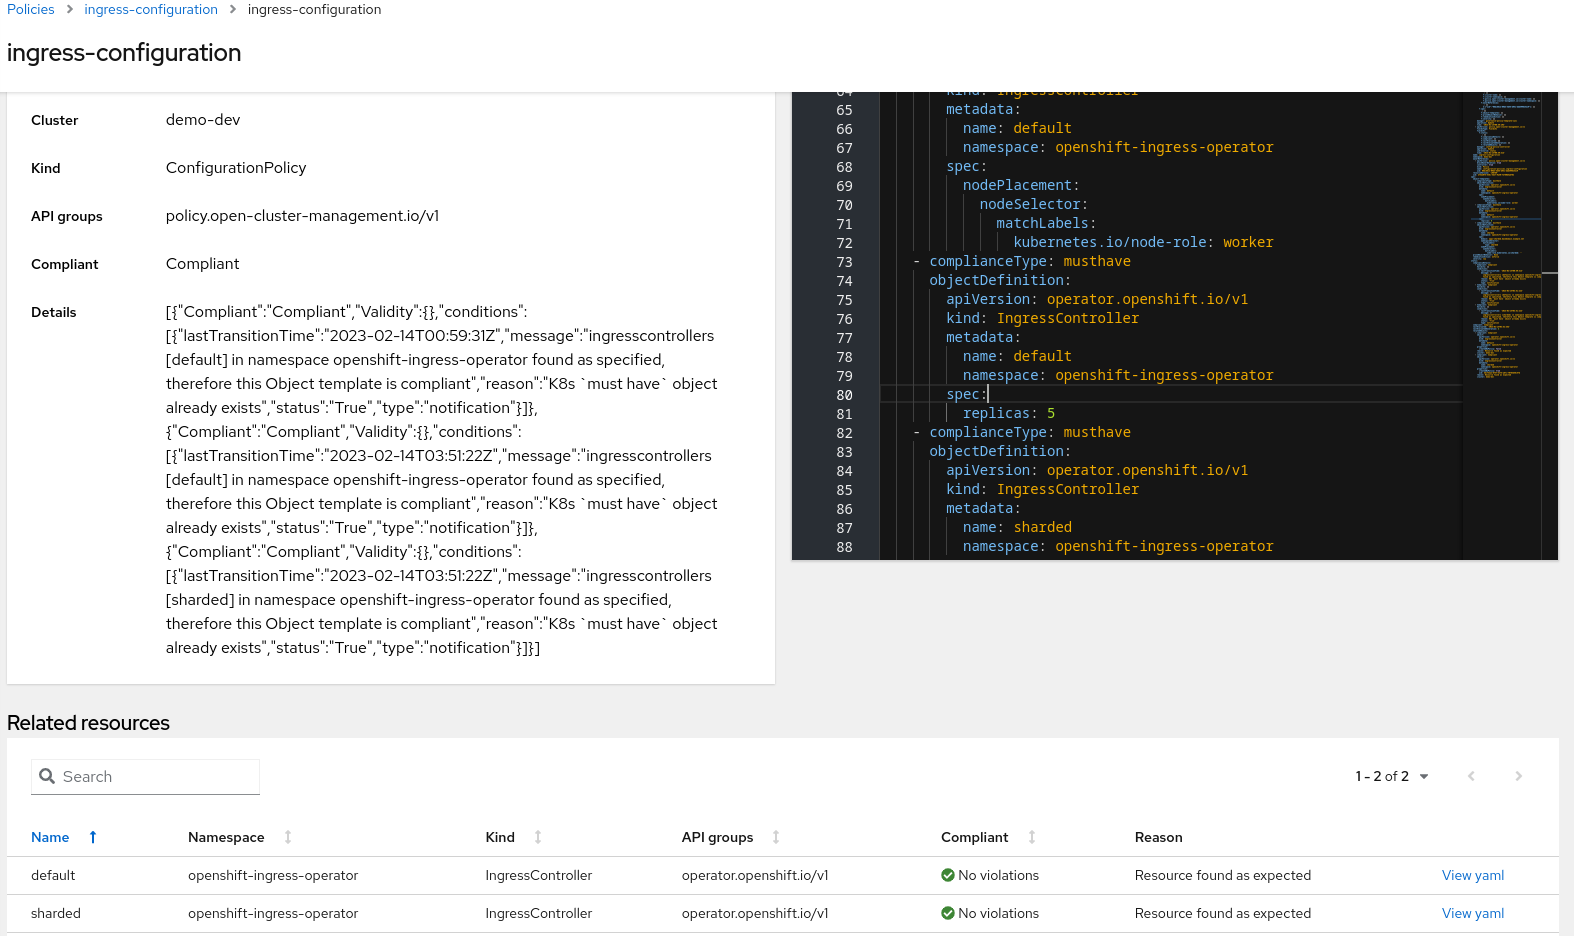 Policies > ingress-configuration > ingress-configuration
ingress-configuration
Cluster demo-dev
Kind ConfigurationPolicy
API groups policy.open-cluster-management.io/v1
Compliant Compliant
Details [{"Compliant":"Compliant","Validity":{},"conditions":
[{"lastTransitionTime":"2023-02-14T00:59:31Z","message":"ingresscontrollers
[default] in namespace openshift-ingress-operator found as specified,
therefore this Object template is compliant","reason":"K8s `must have` object
already exists","status":"True","type":"notification"}]},
{"Compliant":"Compliant","Validity":{},"conditions":
[{"lastTransitionTime":"2023-02-14T03:51:22Z","message":"ingresscontrollers
[default] in namespace openshift-ingress-operator found as specified,
therefore this Object template is compliant","reason":"K8s `must have` object
already exists","status":"True","type":"notification"}]},
{"Compliant":"Compliant","Validity":{},"conditions":
[{"lastTransitionTime":"2023-02-14T03:51:22Z","message":"ingresscontrollers
[sharded] in namespace openshift-ingress-operator found as specified,
therefore this Object template is compliant","reason":"K8s `must have` object
already exists","status":"True","type":"notification"}]}]
64 kind: IngressController
65 metadata:
66 name: default
67 namespace: openshift-ingress-operator
68 spec:
69 nodePlacement:
70 nodeSelector:
71 matchLabels:
72 kubernetes.io/node-role: worker
73 - complianceType: musthave
74 objectDefinition:
75 apiVersion: operator.openshift.io/v1
76 kind: IngressController
77 metadata:
78 name: default
79 namespace: openshift-ingress-operator
80 spec:
81 replicas: 5
82 - complianceType: musthave
83 objectDefinition:
84 apiVersion: operator.openshift.io/v1
85 kind: IngressController
86 metadata:
87 name: sharded
88 namespace: openshift-ingress-operator
Related resources
Search
1 - 2 of 2
Name Namespace Kind API groups Compliant Reason
default openshift-ingress-operator IngressController operator.openshift.io/v1 No violations Resource found as expected View yaml
sharded openshift-ingress-operator IngressController operator.openshift.io/v1 No violations Resource found as expected View yaml